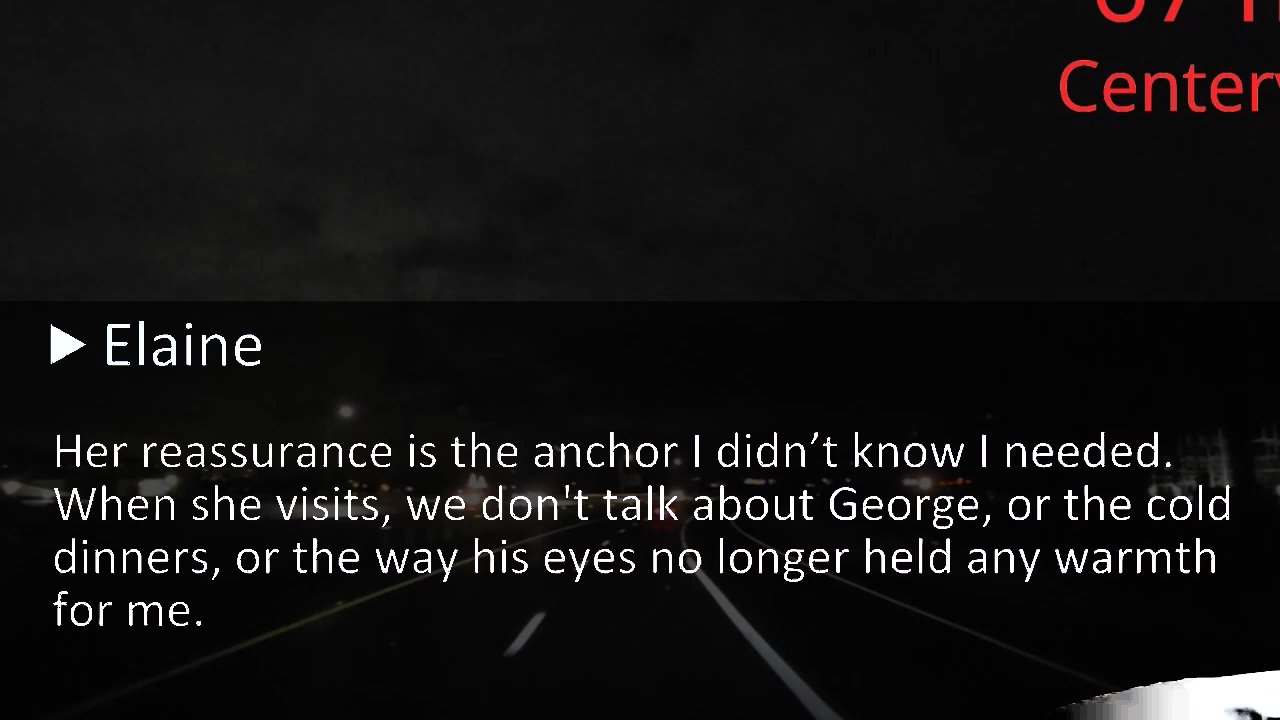 Elaine
Her reassurance is the anchor I didn’t know I needed.
When she visits, we don't talk about George, or the cold
dinners, or the way his eyes no longer held any warmth
for me.